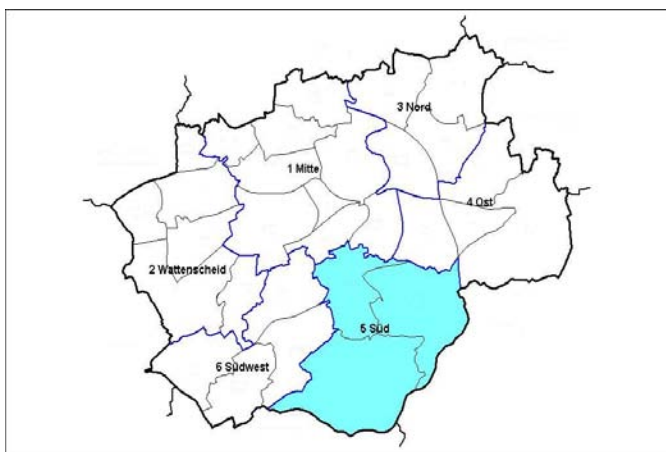 3 Nord
1 Mitte
4 Ost
2 Wattenscheid
5 Süd
6 Südwest